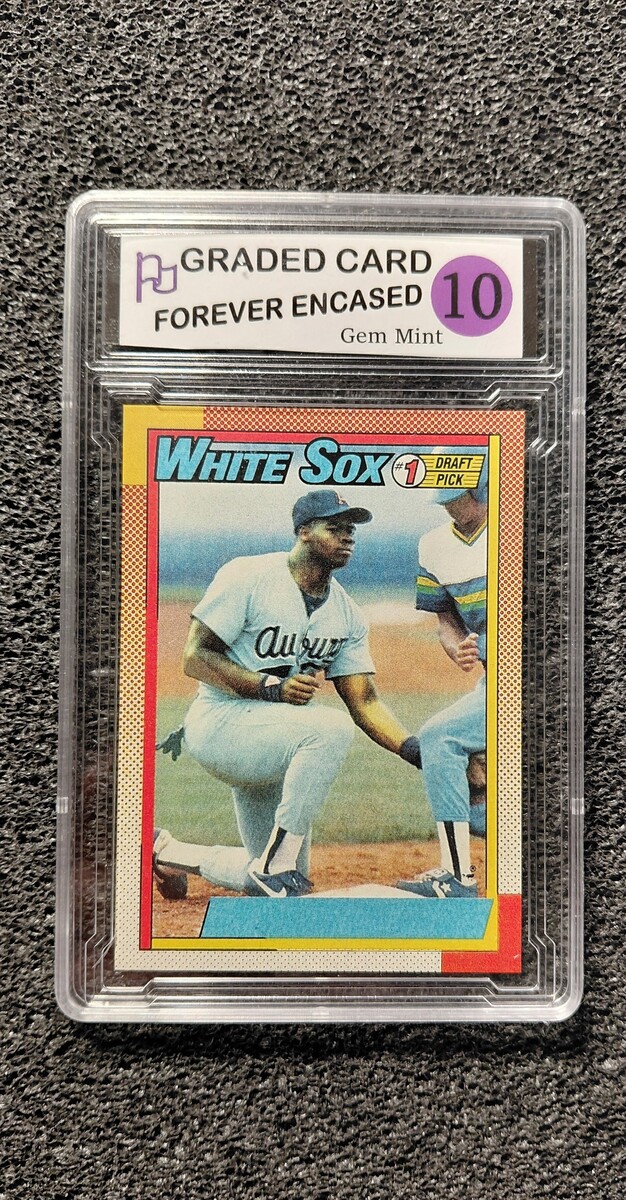 GRADED CARD
FOREVER ENCASED
10
Gem Mint
WHITE SOX
#1 DRAFT
PICK
Auburn